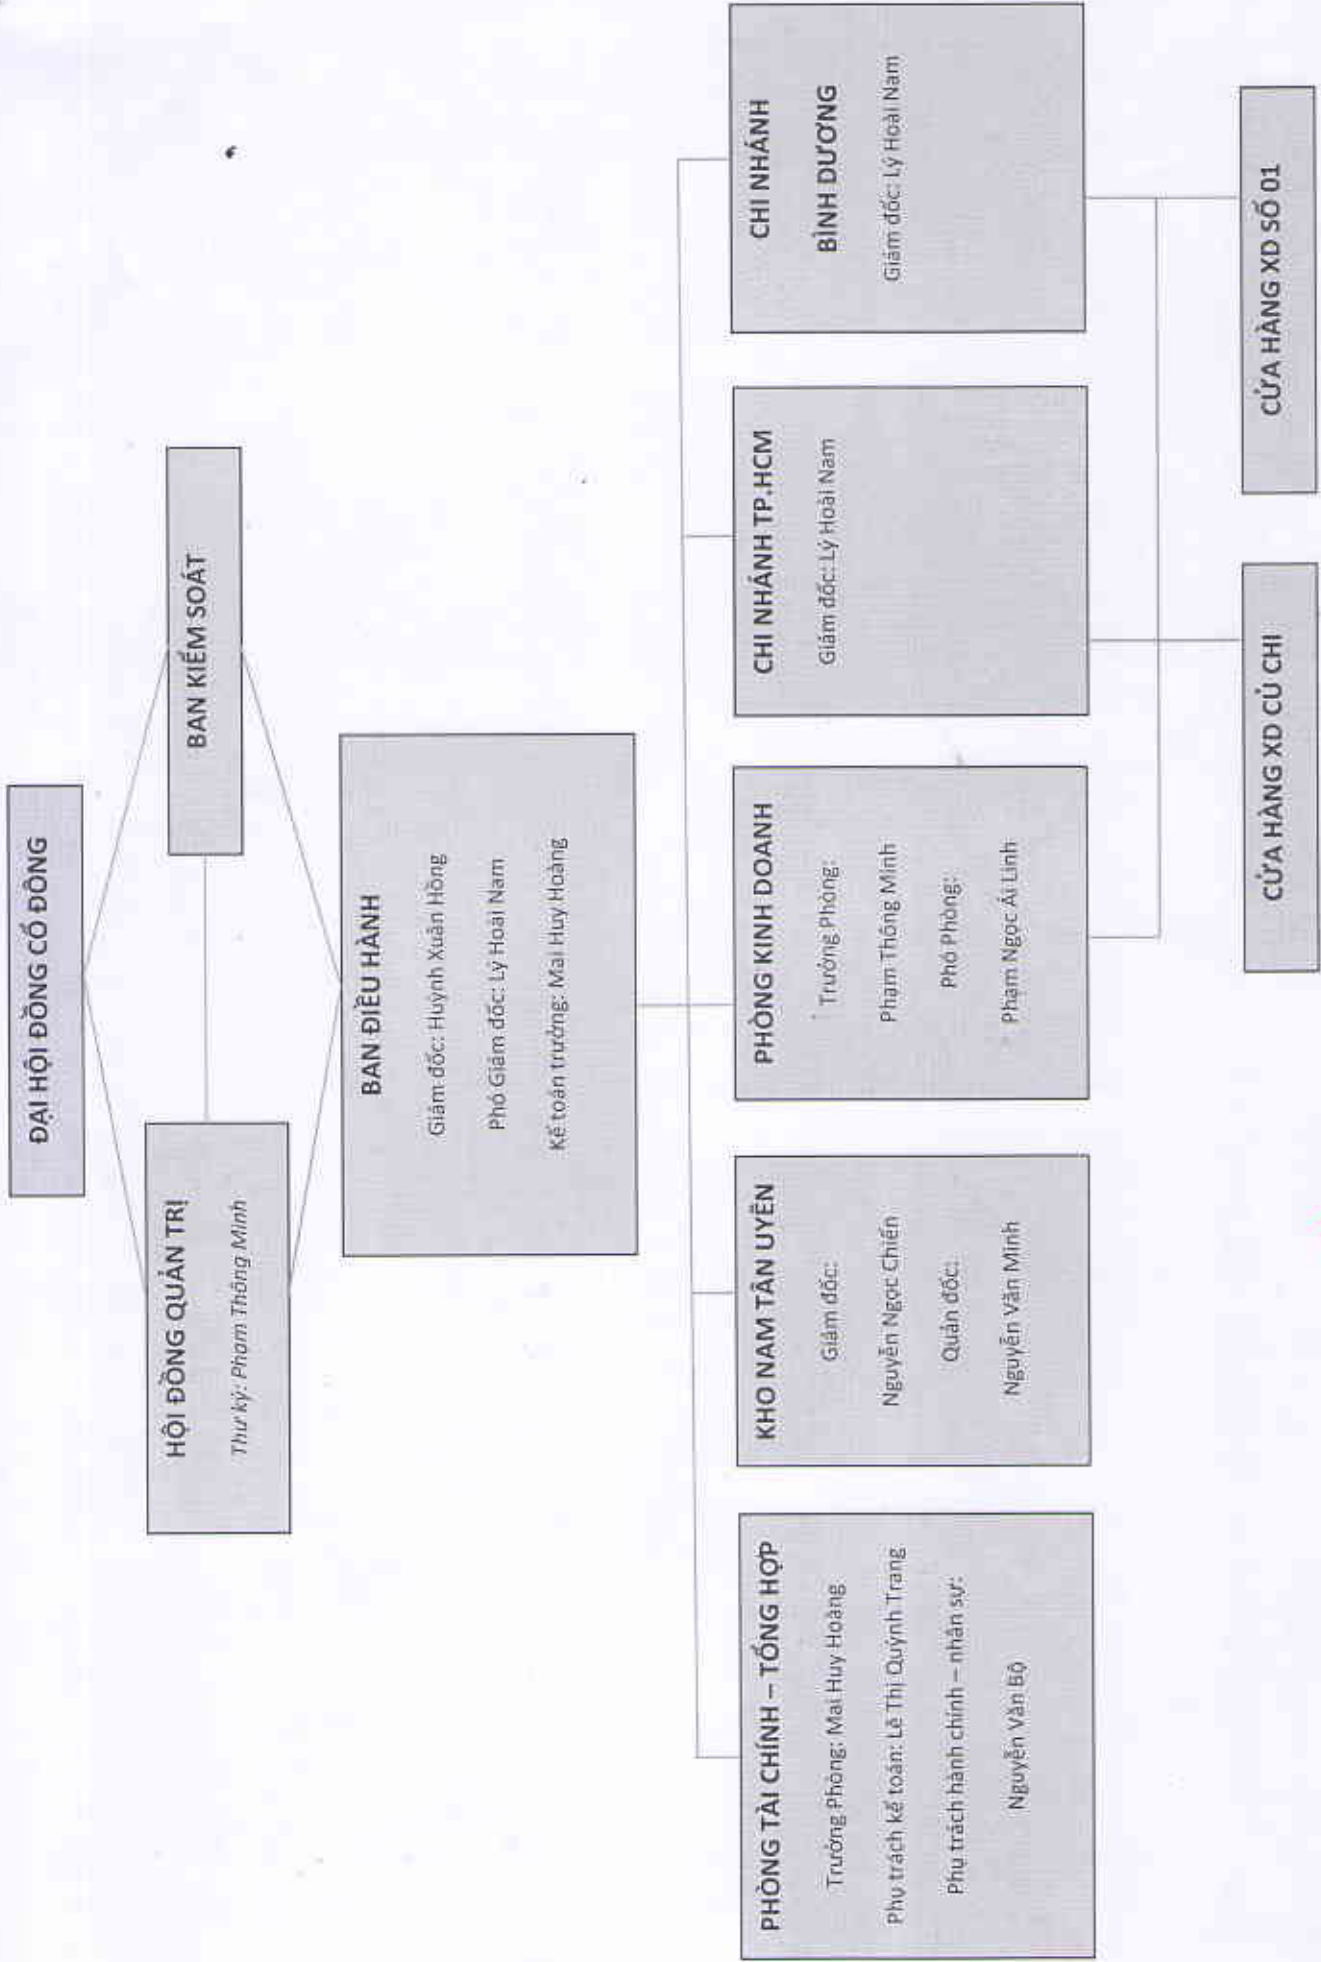 ĐẠI HỘI ĐỒNG CỔ ĐÔNG
HỘI ĐỒNG QUẢN TRỊ
Thư ký: Phạm Thông Minh
BAN KIỂM SOÁT
BAN ĐIỀU HÀNH
Giám đốc: Huỳnh Xuân Hồng
Phó Giám đốc: Lý Hoài Nam
Kế toán trưởng: Mai Huy Hoàng
PHÒNG TÀI CHÍNH – TỔNG HỢP
Trưởng Phòng: Mai Huy Hoàng
Phụ trách kế toán: Lê Thị Quỳnh Trang
Phụ trách hành chính – nhân sự:
Nguyễn Văn Bộ
KHO NAM TÂN UYÊN
Giám đốc:
Nguyễn Ngọc Chiến
Quản đốc:
Nguyễn Văn Minh
PHÒNG KINH DOANH
Trưởng Phòng:
Phạm Thông Minh
Phó Phòng:
Phạm Ngọc Ái Linh
CHI NHÁNH TP.HCM
Giám đốc: Lý Hoài Nam
CHI NHÁNH
BÌNH DƯƠNG
Giám đốc: Lý Hoài Nam
CỬA HÀNG XD CỦ CHI
CỬA HÀNG XD SỐ 01